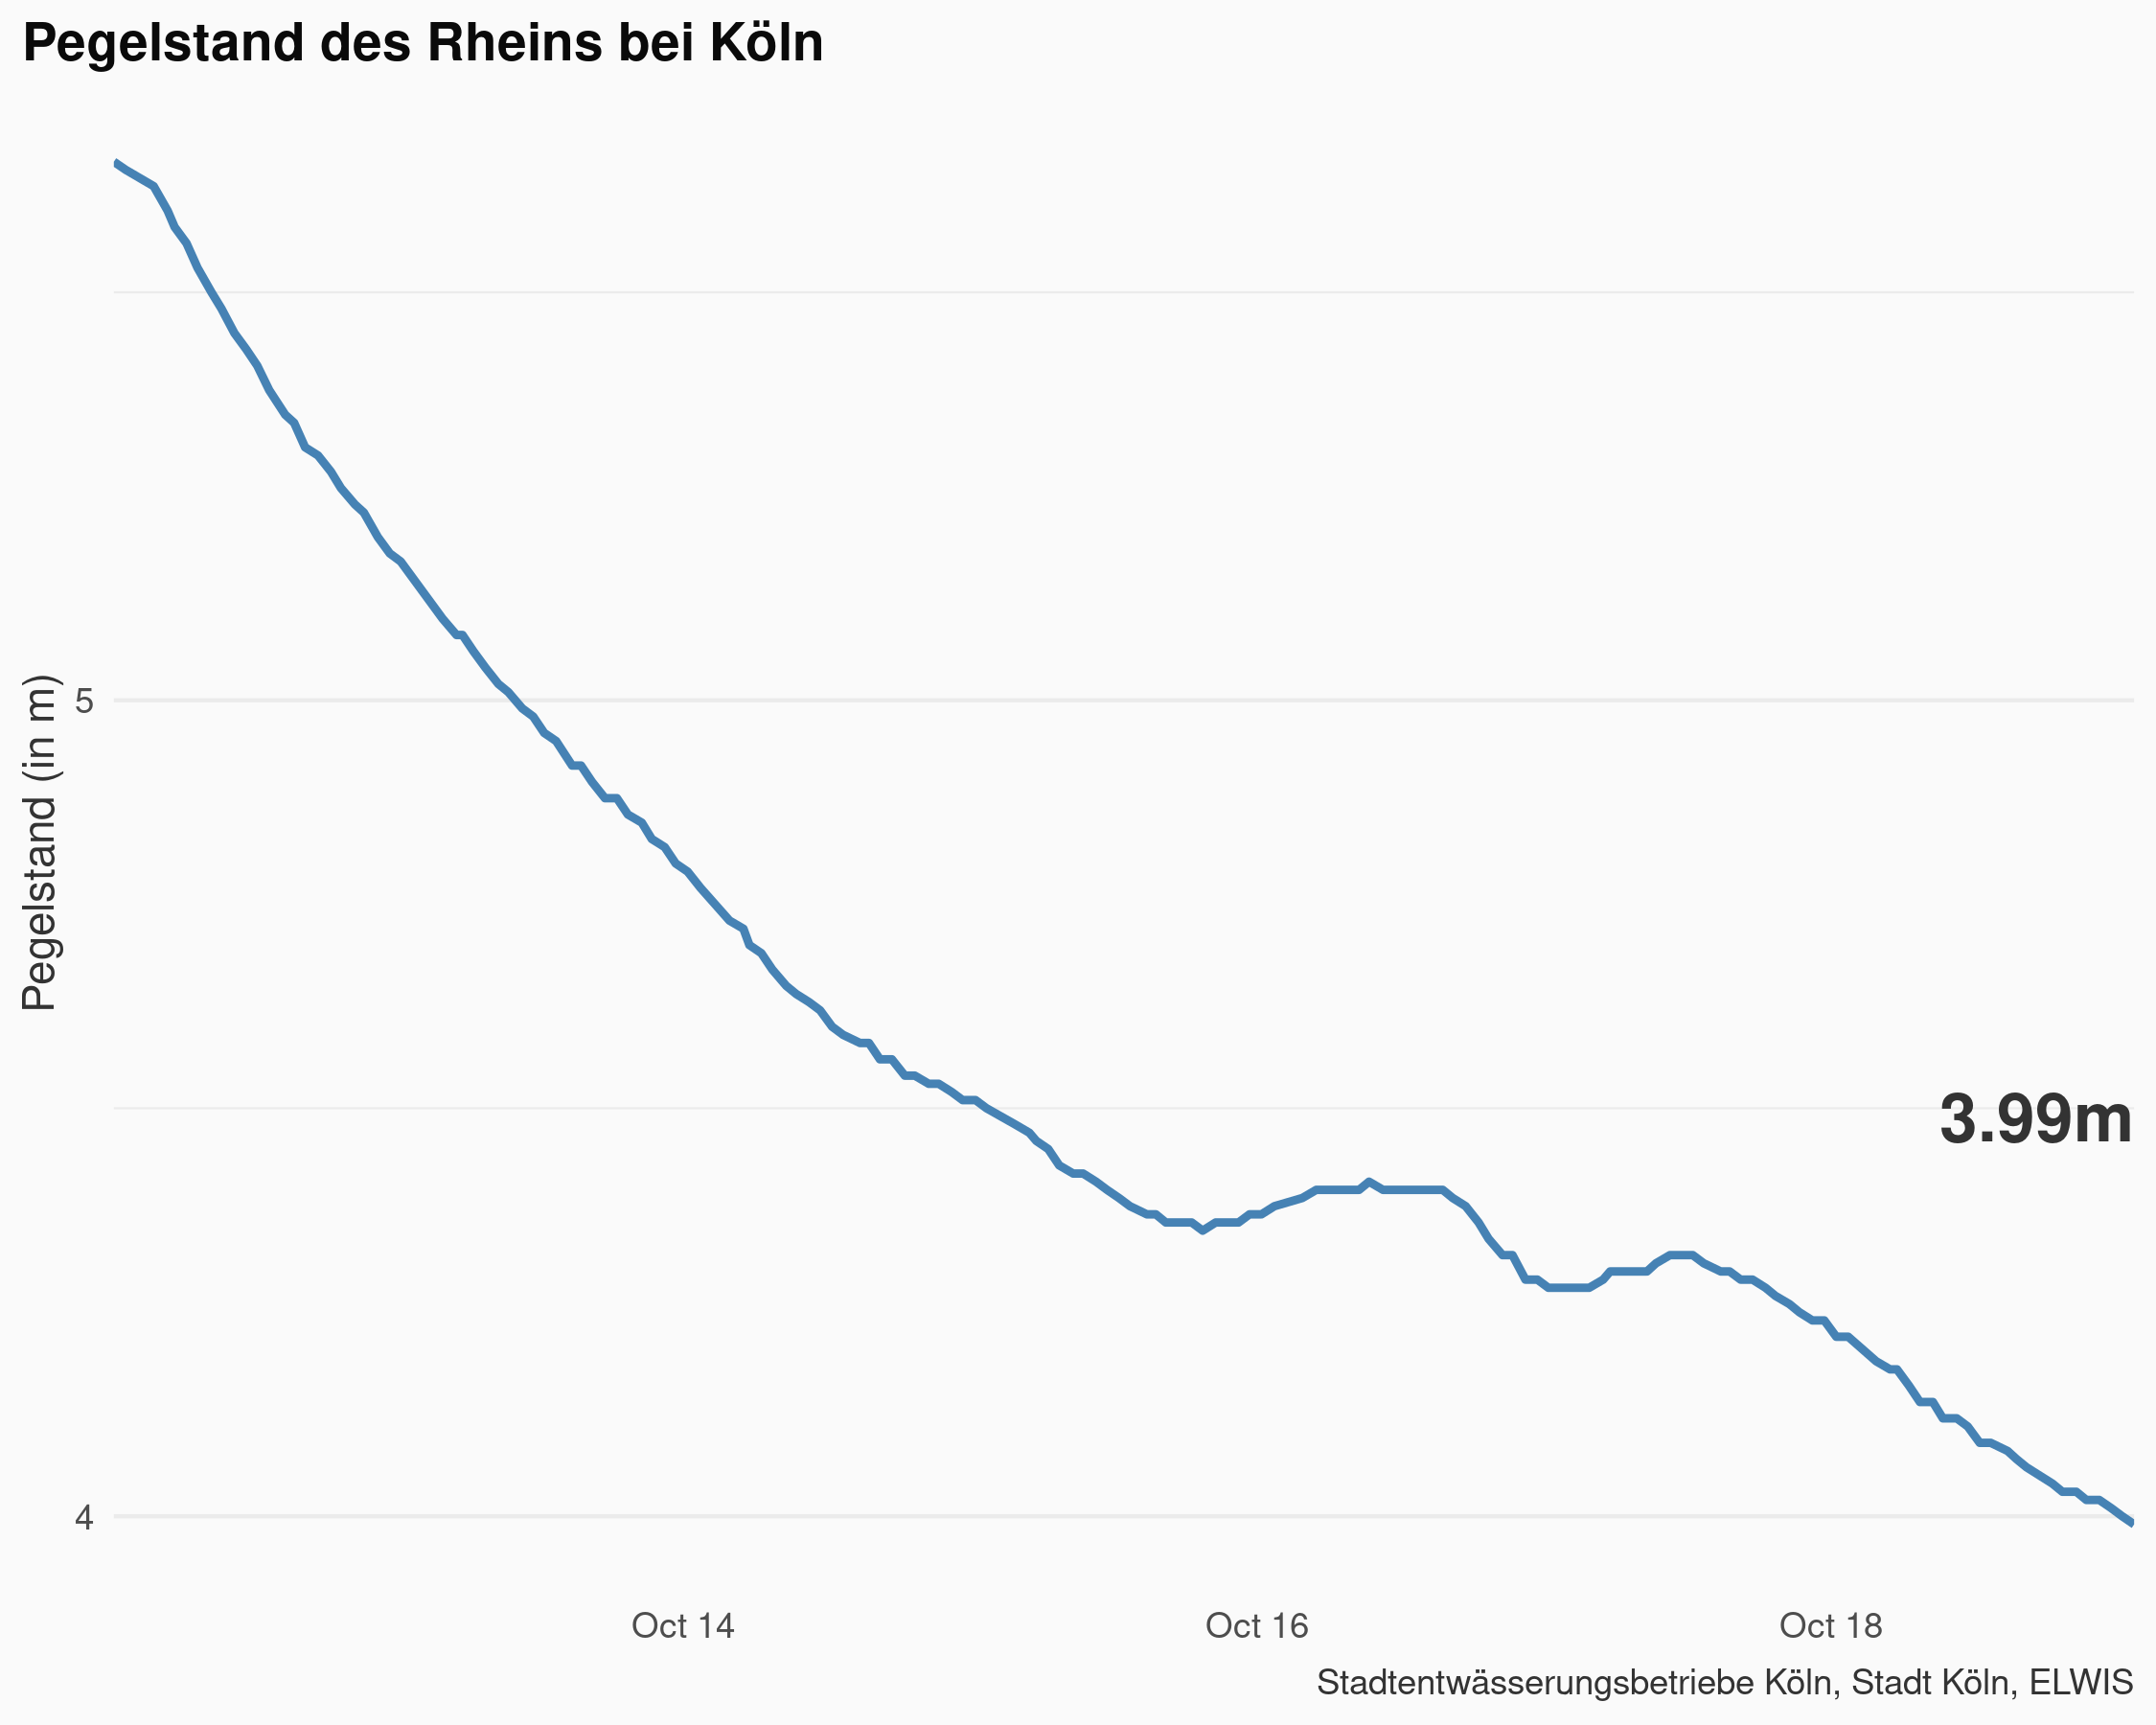 Pegelstand des Rheins bei Köln
Pegelstand (in m)
5
4
3.99m
Oct 14
Oct 16
Oct 18
Stadtentwässerungsbetriebe Köln, Stadt Köln, ELWIS